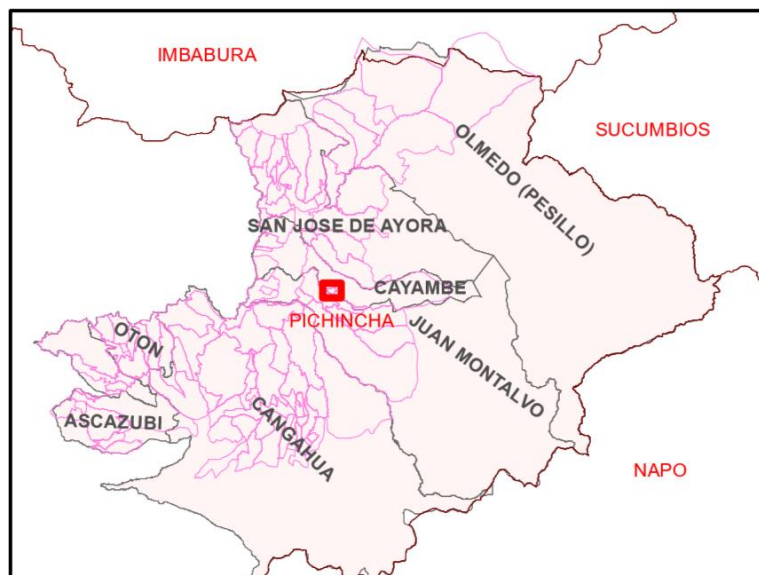 IMBABURA
SUCUMBIOS
OLMEDO (PESILLO)
SAN JOSE DE AYORA
CAYAMBE
PICHINCHA
JUAN MONTALVO
OTON
ASCAZUBI
CANGAHUA
NAPO